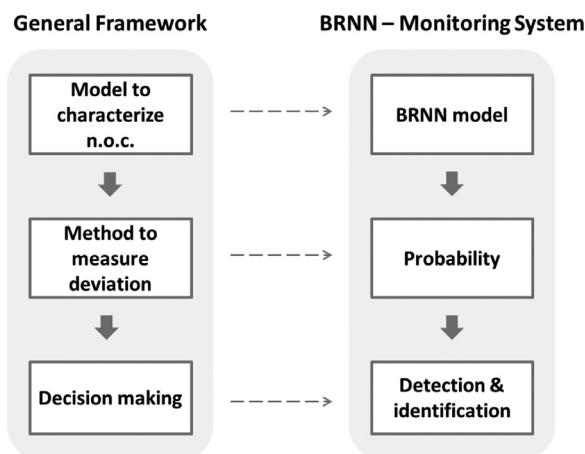 General Framework
BRNN – Monitoring System
Model to
characterize
n.o.c.
BRNN model
Method to
measure
deviation
Probability
Decision making
Detection &
identification